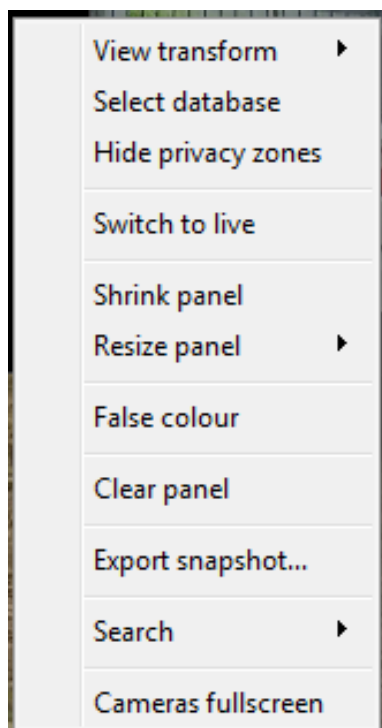 View transform
Select database
Hide privacy zones
Switch to live
Shrink panel
Resize panel
False colour
Clear panel
Export snapshot...
Search
Cameras fullscreen